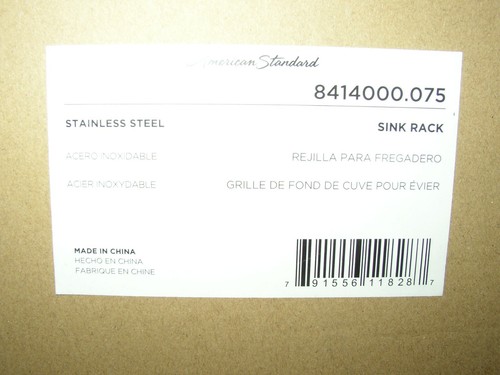 American Standard
8414000.075
STAINLESS STEEL SINK RACK
ACERO INOXIDABLE REJILLA PARA FREGADERO
ACIER INOXYDABLE GRILLE DE FOND DE CUVE POUR ÉVIER
MADE IN CHINA
HECHO EN CHINA
FABRIQUE EN CHINE
7 91556 11828 7